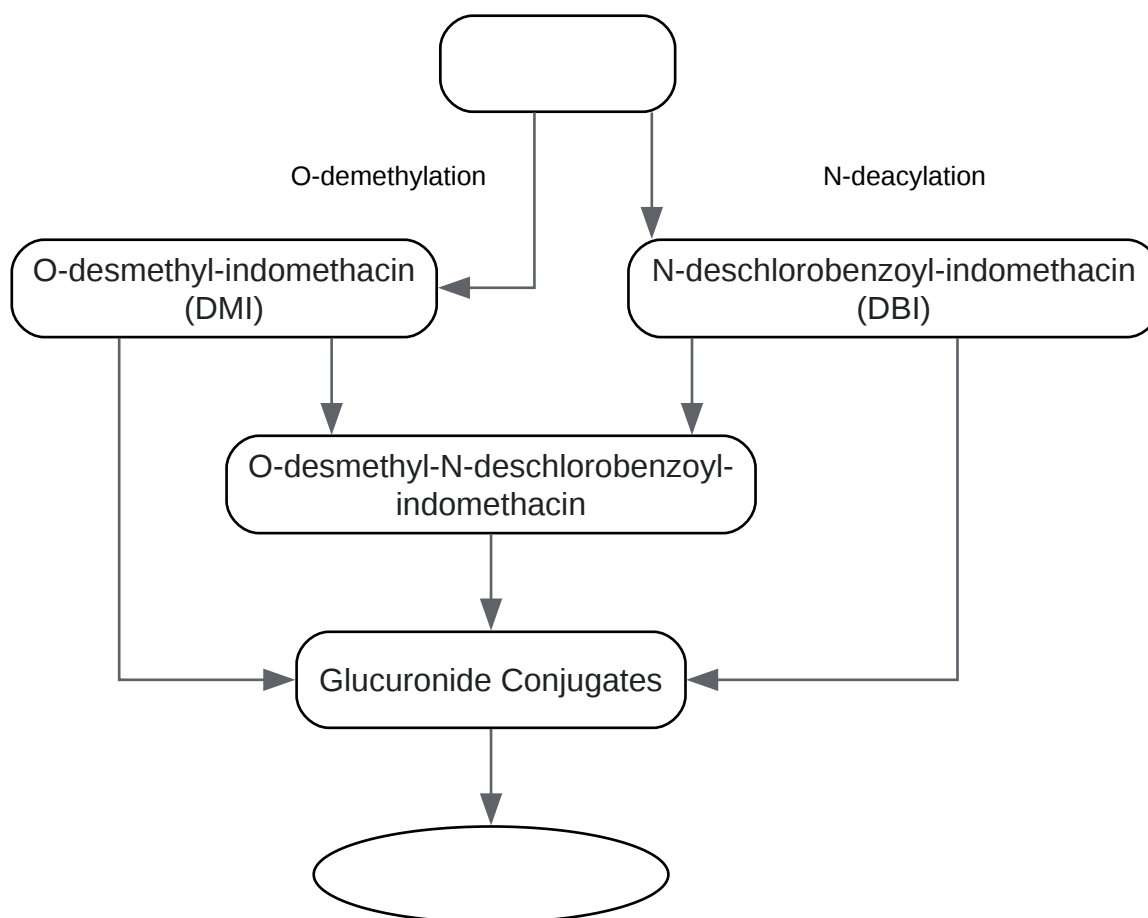 O-demethylation
N-deacylation
O-desmethyl-indomethacin
(DMI)
N-deschlorobenzoyl-indomethacin
(DBI)
O-desmethyl-N-deschlorobenzoyl-
indomethacin
Glucuronide Conjugates